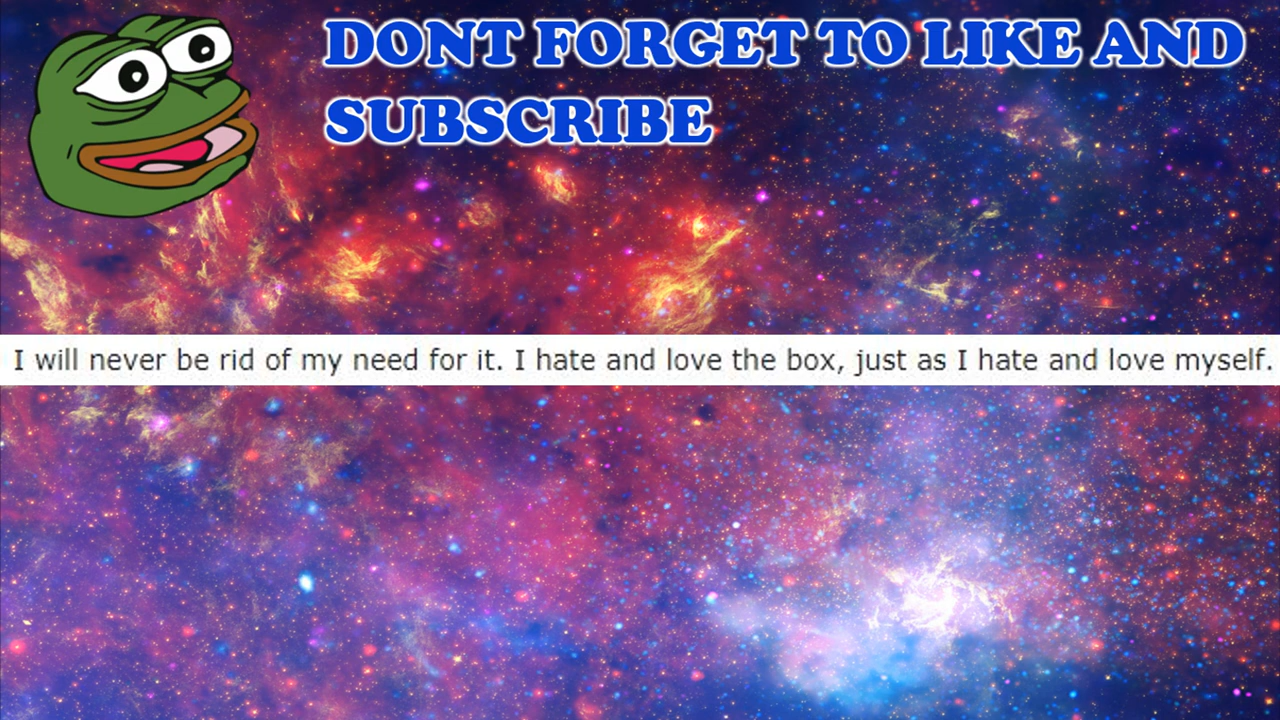 DONT FORGET TO LIKE AND
SUBSCRIBE
I will never be rid of my need for it. I hate and love the box, just as I hate and love myself.